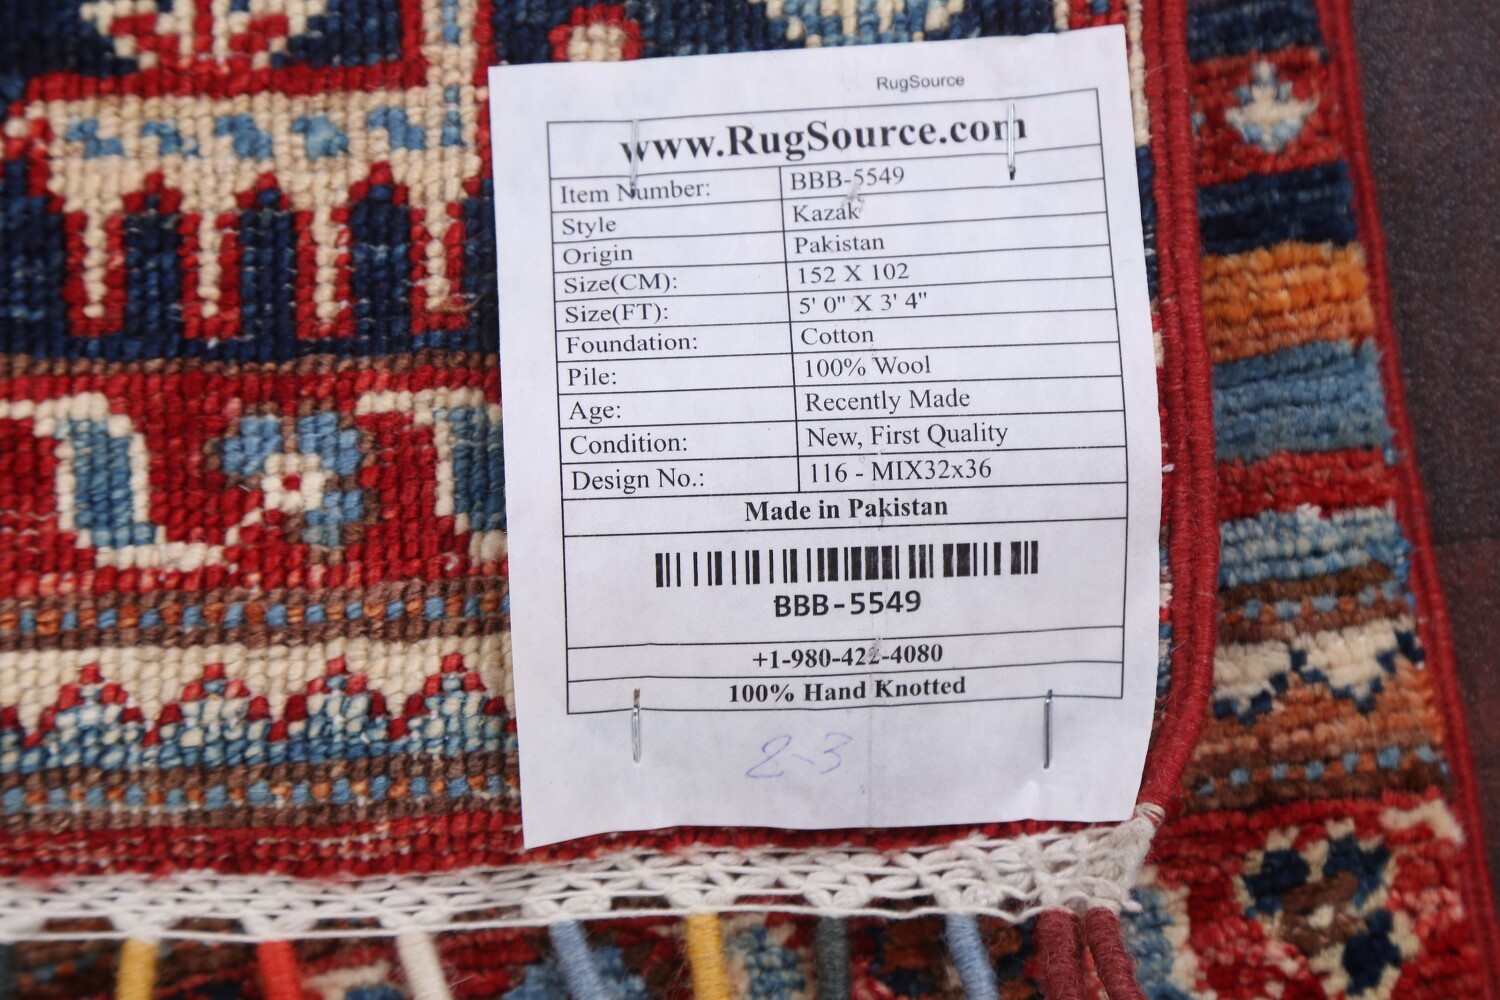 RugSource
www.RugSource.com
Item Number: BBB-5549
Style Kazak
Origin Pakistan
Size(CM): 152 X 102
Size(FT): 5' 0" X 3' 4"
Foundation: Cotton
Pile: 100% Wool
Age: Recently Made
Condition: New, First Quality
Design No.: 116 - MIX32x36
Made in Pakistan
BBB-5549
+1-980-422-4080
100% Hand Knotted
2-3